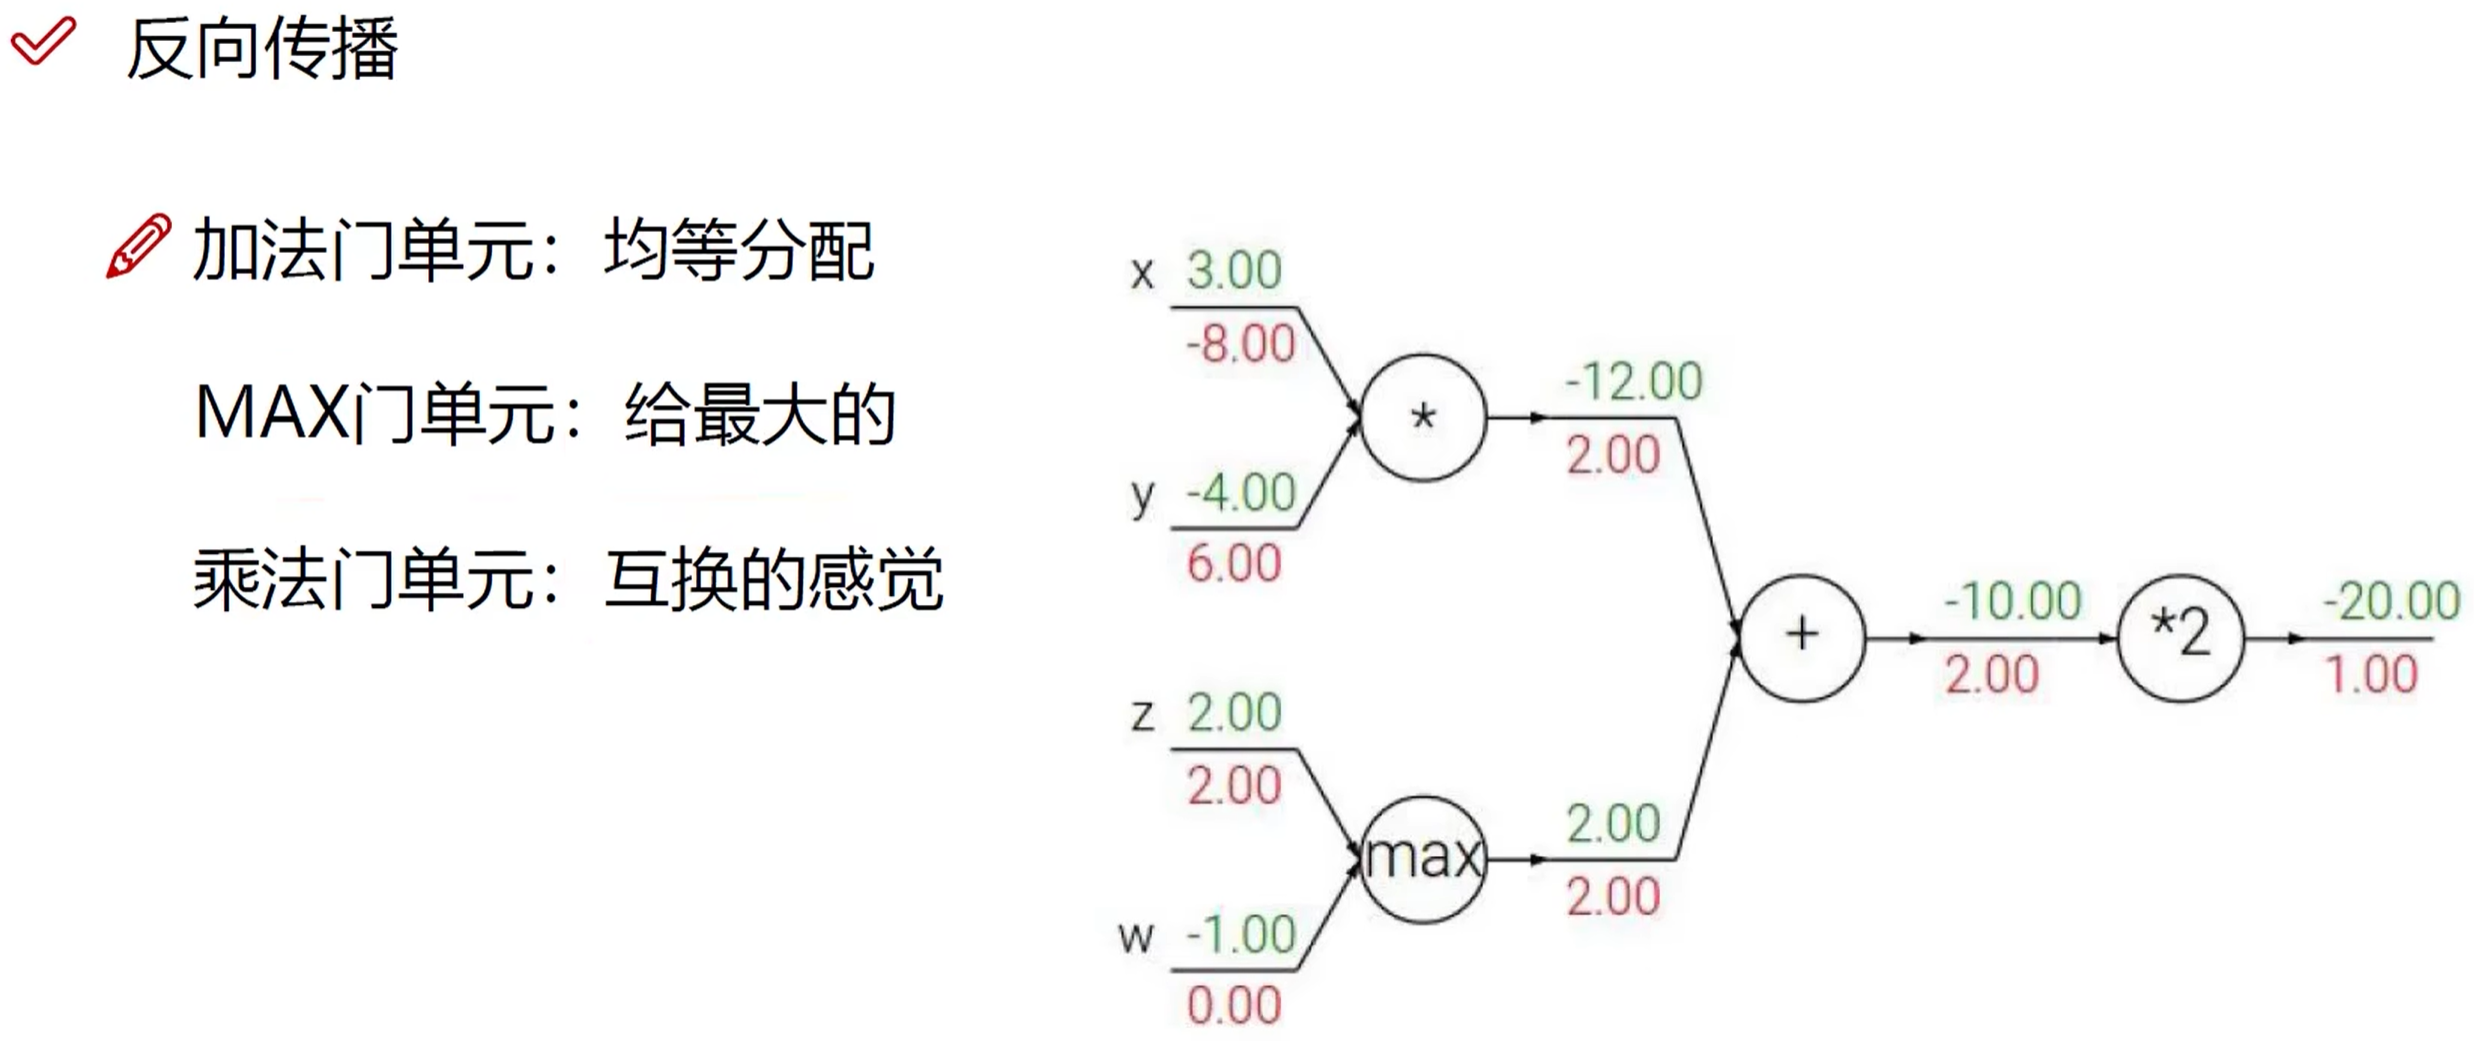 反向传播
加法门单元：均等分配
MAX门单元：给最大的
乘法门单元：互换的感觉
x 3.00
-8.00
*
-12.00
2.00
y -4.00
6.00
+
-10.00
2.00
*2
-20.00
1.00
z 2.00
2.00
max
2.00
2.00
w -1.00
0.00